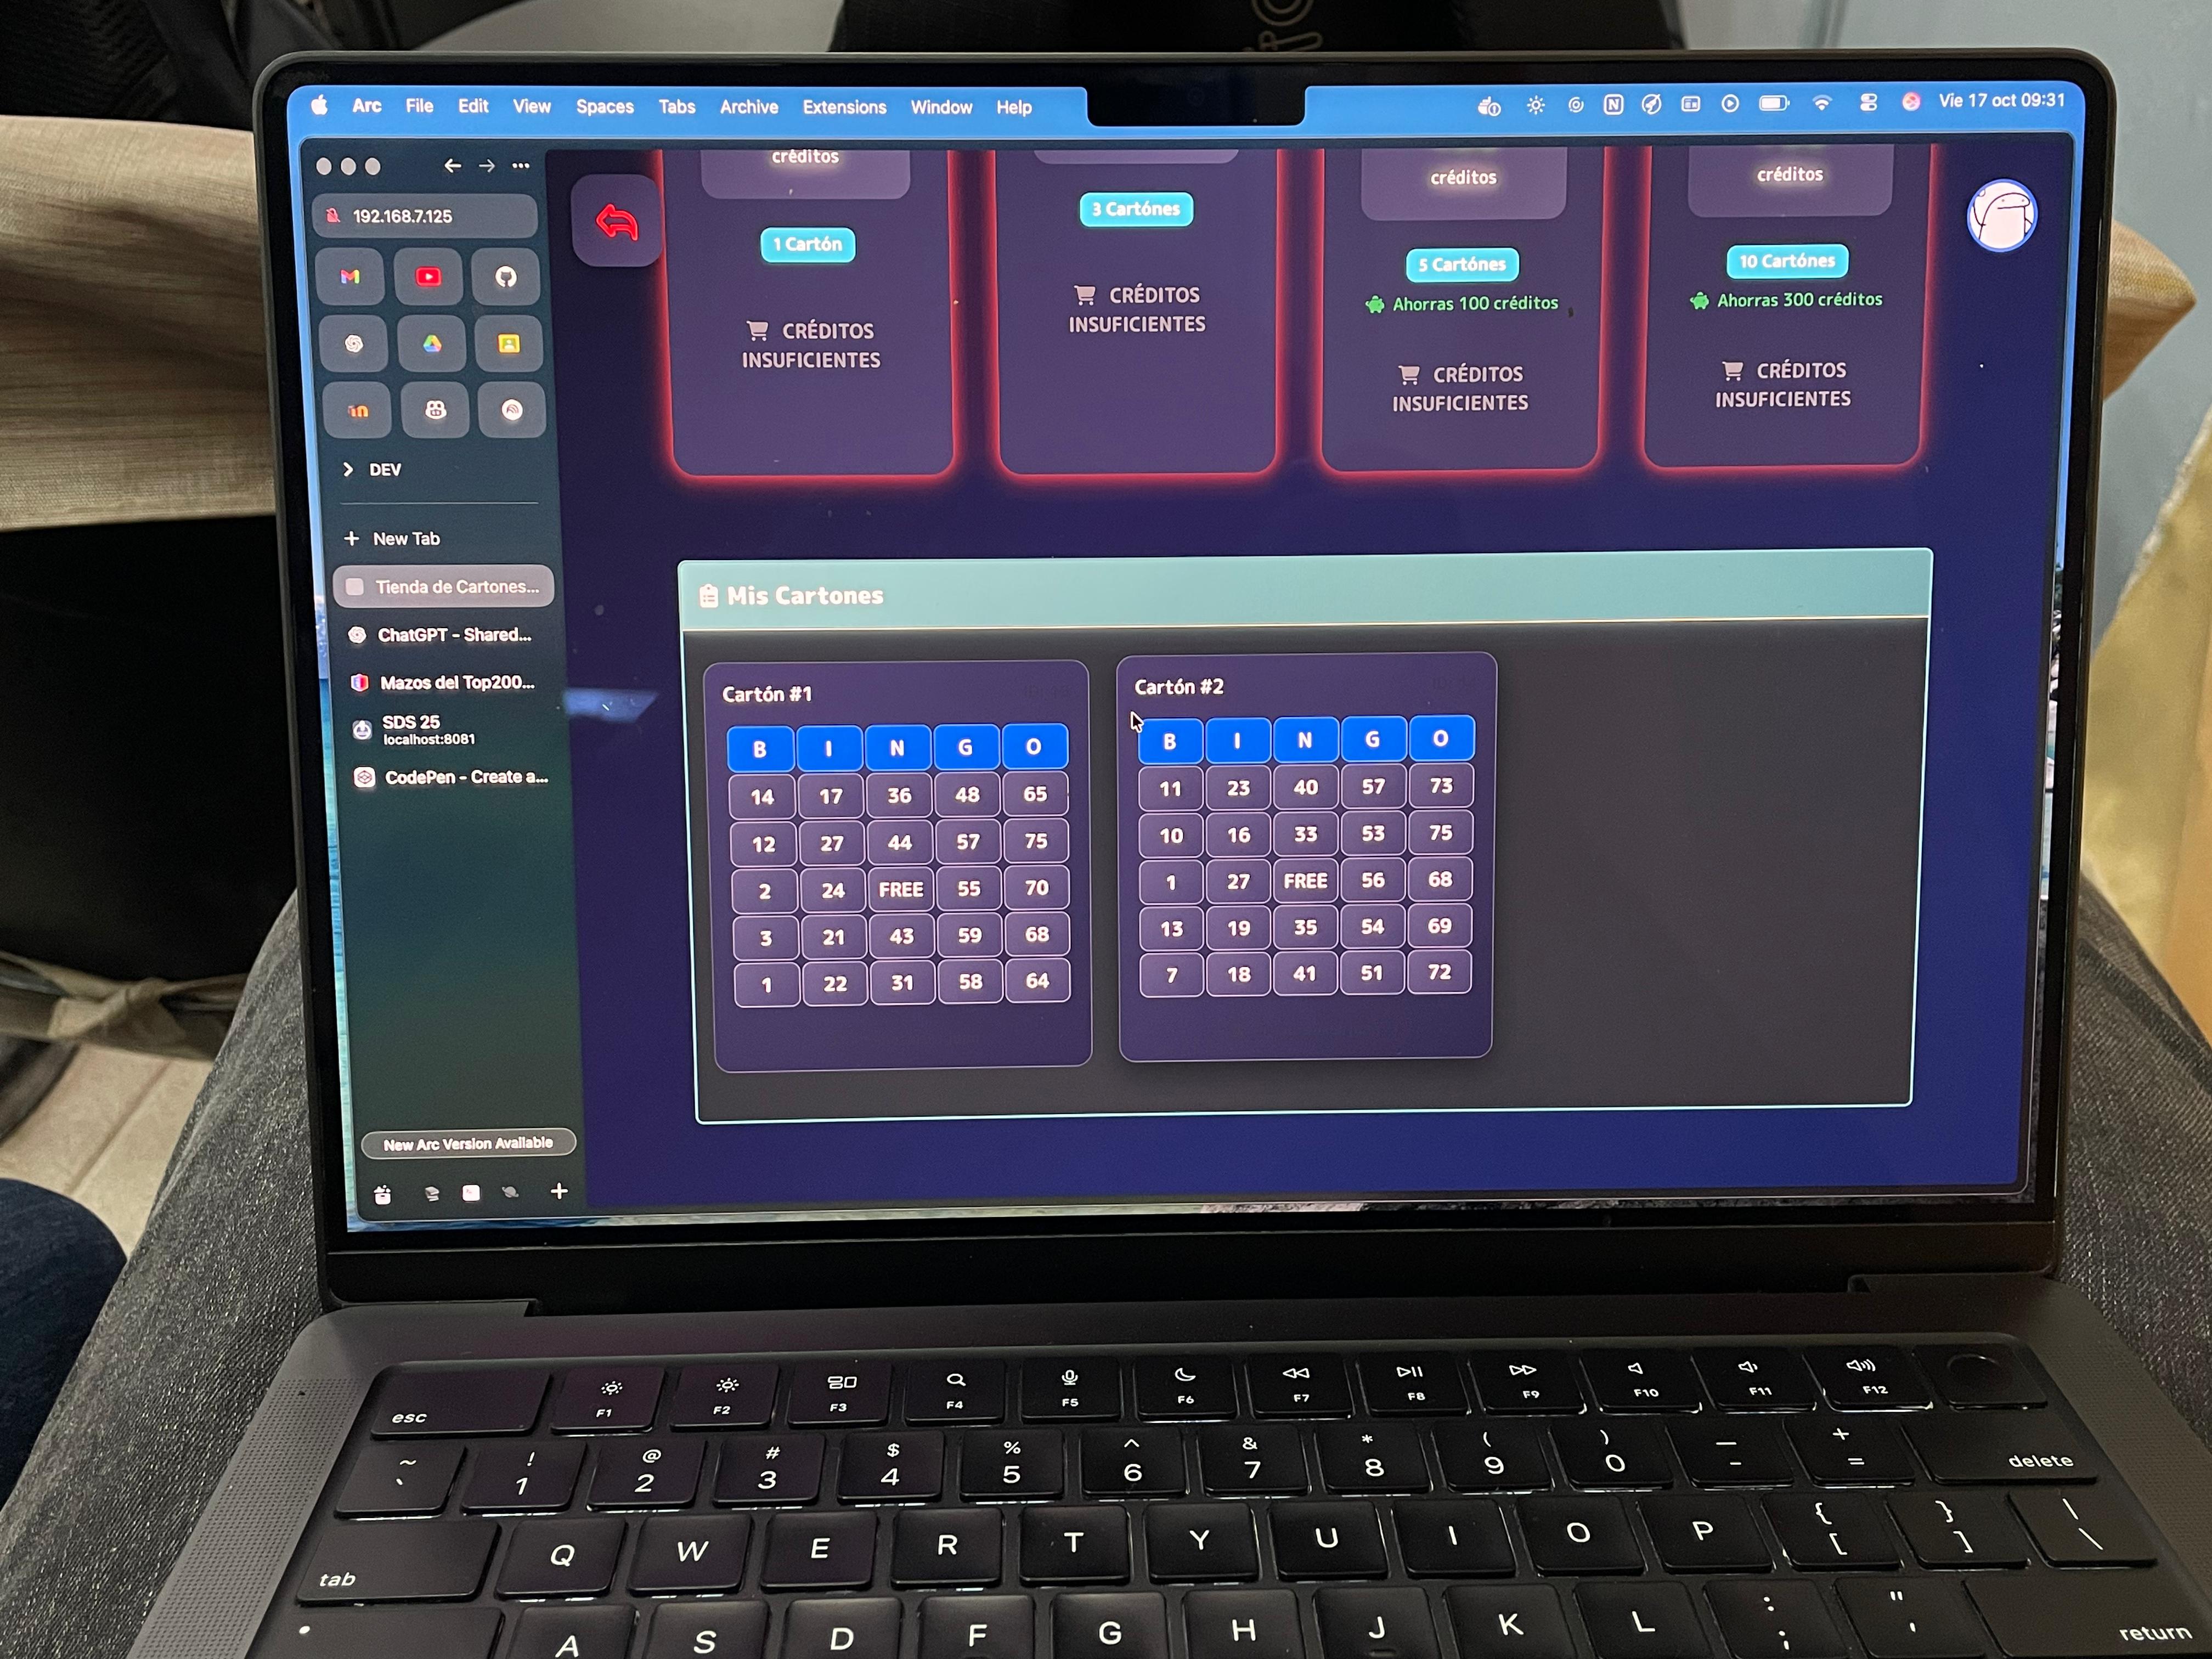 Arc File Edit View Spaces Tabs Archive Extensions Window Help
Vie 17 oct 09:31
192.168.7.125
DEV
+ New Tab
Tienda de Cartones...
ChatGPT - Shared...
Mazos del Top200...
SDS 25
localhost:8081
CodePen - Create a...
New Arc Version Available
créditos
1 Cartón
CRÉDITOS
INSUFICIENTES
3 Cartónes
CRÉDITOS
INSUFICIENTES
créditos
5 Cartónes
Ahorras 100 créditos
CRÉDITOS
INSUFICIENTES
créditos
10 Cartónes
Ahorras 300 créditos
CRÉDITOS
INSUFICIENTES
Mis Cartones
Cartón #1
B I N G O
14 17 36 48 65
12 27 44 57 75
2 24 FREE 55 70
3 21 43 59 68
1 22 31 58 64
Cartón #2
B I N G O
11 23 40 57 73
10 16 33 53 75
1 27 FREE 56 68
13 19 35 54 69
7 18 41 51 72
esc F1 F2 F3 F4 F5 F6 F7 F8 F9 F10 F11 F12
~ ! @ # $ % ^ & * ( ) — +
` 1 2 3 4 5 6 7 8 9 0 - = delete
tab Q W E R T Y U I O P { [ } ] | \
A S D F G H J K L : ; " ' return